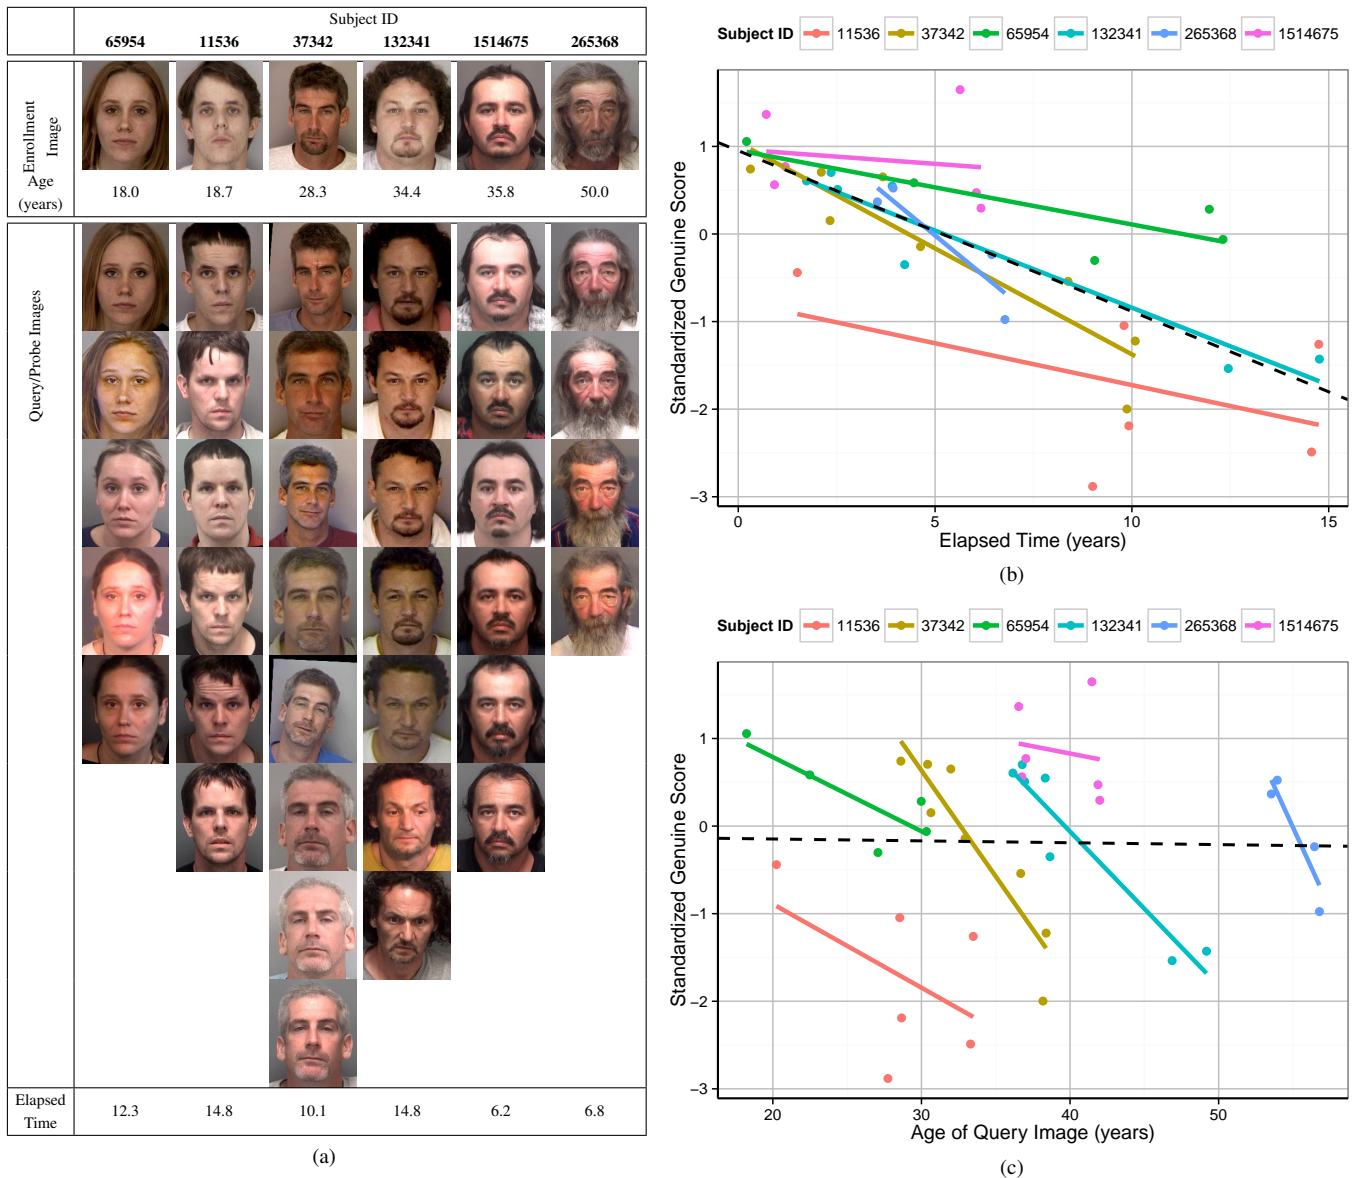 Subject ID
65954 11536 37342 132341 1514675 265368
Enrollment
Image
Age
(years)
18.0 18.7 28.3 34.4 35.8 50.0
Query/Probe Images
Elapsed
Time
12.3 14.8 10.1 14.8 6.2 6.8
(a)
Subject ID 11536 37342 65954 132341 265368 1514675
Standardized Genuine Score
1
0
−1
−2
−3
0 5 10 15
Elapsed Time (years)
(b)
Subject ID 11536 37342 65954 132341 265368 1514675
Standardized Genuine Score
1
0
−1
−2
−3
20 30 40 50
Age of Query Image (years)
(c)